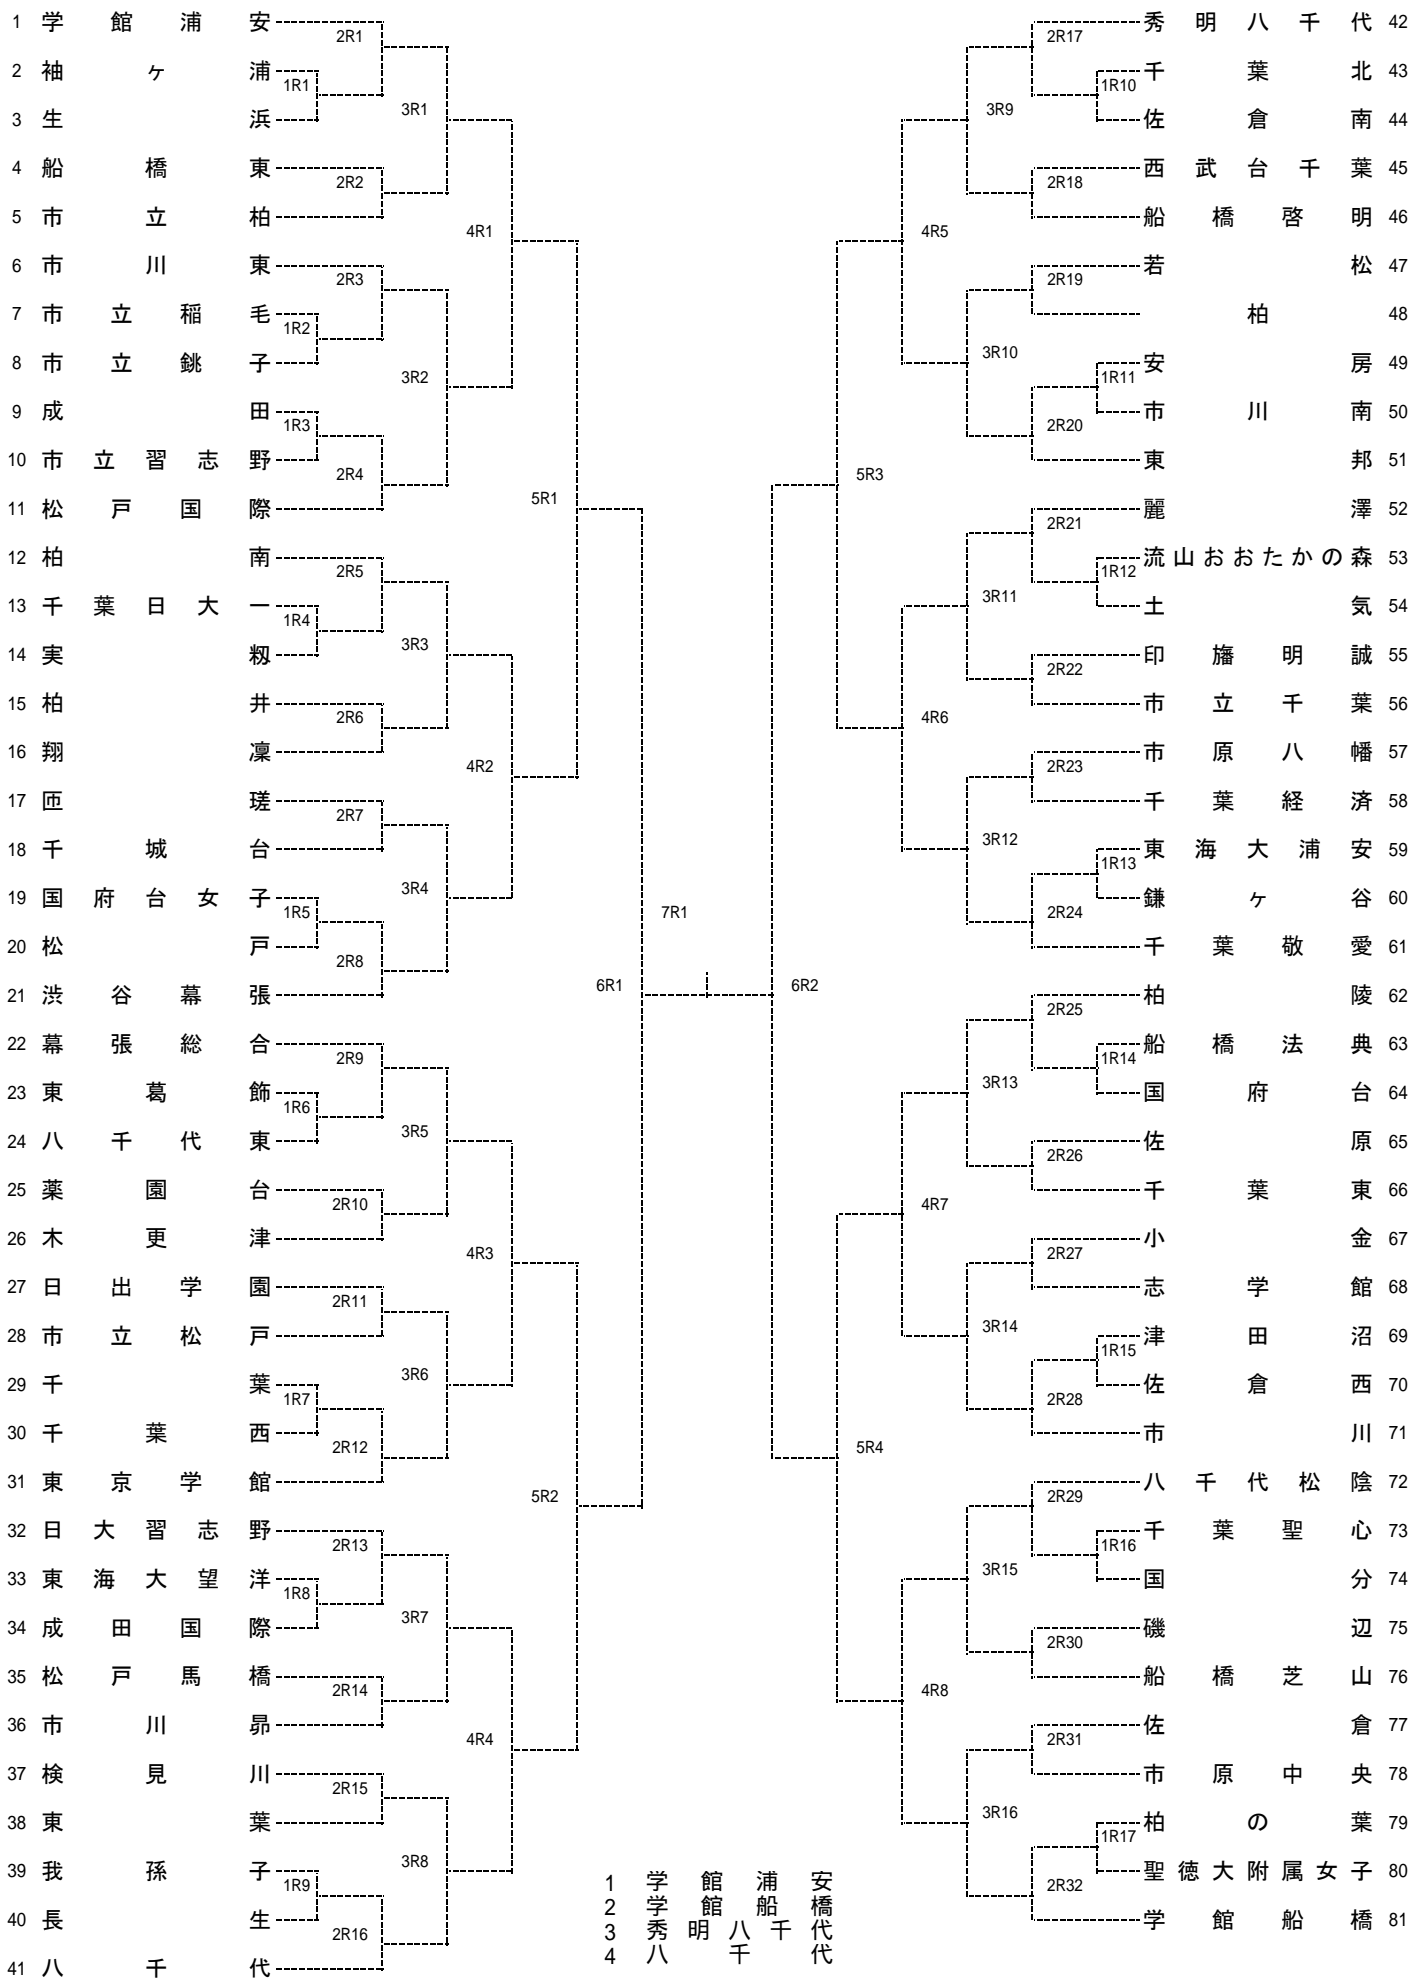 1 学館浦安
2 袖ヶ浦
3 生浜
4 船橋東
5 市立柏
6 市川東
7 市立稲毛
8 市立銚子
9 成田
10 市立習志野
11 松戸国際
12 柏南
13 千葉日大一
14 実籾
15 柏井
16 翔凜
17 匝瑳
18 千城台
19 国府台女子
20 松戸
21 渋谷幕張
22 幕張総合
23 東葛飾
24 八千代東
25 薬園台
26 木更津
27 日出学園
28 市立松戸
29 千葉
30 千葉西
31 東京学館
32 日大習志野
33 東海大望洋
34 成田国際
35 松戸馬橋
36 市川昴
37 検見川
38 東葉
39 我孫子
40 長生
41 八千代
1R1
1R2
1R3
1R4
1R5
1R6
1R7
1R8
1R9
2R1
2R2
2R3
2R4
2R5
2R6
2R7
2R8
2R9
2R10
2R11
2R12
2R13
2R14
2R15
2R16
3R1
3R2
3R3
3R4
3R5
3R6
3R7
3R8
4R1
4R2
4R3
4R4
5R1
5R2
6R1
7R1
6R2
5R3
5R4
4R5
4R6
4R7
4R8
3R9
3R10
3R11
3R12
3R13
3R14
3R15
3R16
2R17
2R18
2R19
2R20
2R21
2R22
2R23
2R24
2R25
2R26
2R27
2R28
2R29
2R30
2R31
2R32
1R10
1R11
1R12
1R13
1R14
1R15
1R16
1R17
秀明八千代 42
千葉北 43
佐倉南 44
西武台千葉 45
船橋啓明 46
若松 47
柏 48
安房 49
市川南 50
東邦 51
麗澤 52
流山おおたかの森 53
土気 54
印旛明誠 55
市立千葉 56
市原八幡 57
千葉経済 58
東海大浦安 59
鎌ヶ谷 60
千葉敬愛 61
柏陵 62
船橋法典 63
国府台 64
佐原 65
千葉東 66
小金 67
志学館 68
津田沼 69
佐倉西 70
市川 71
八千代松陰 72
千葉聖心 73
国分 74
磯辺 75
船橋芝山 76
佐倉 77
市原中央 78
柏の葉 79
聖徳大附属女子 80
学館船橋 81
1 学館浦安
2 学館船橋
3 秀明八千代
4 八千代